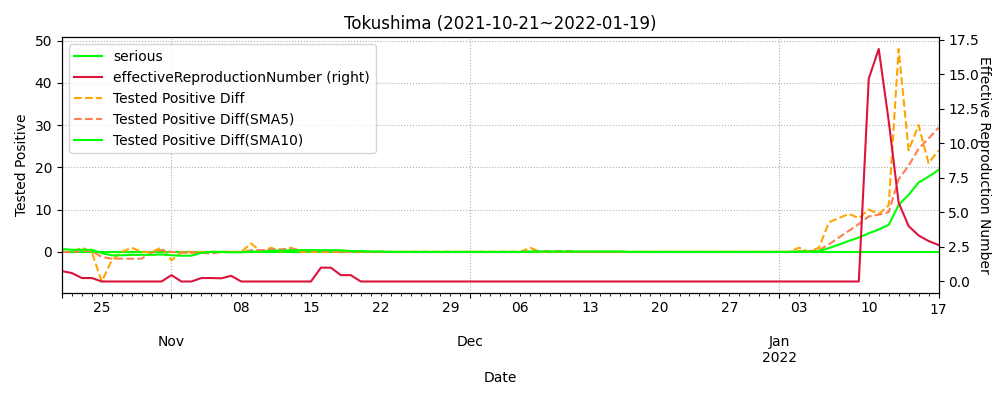 Tokushima (2021-10-21~2022-01-19)
serious
effectiveReproductionNumber (right)
Tested Positive Diff
Tested Positive Diff(SMA5)
Tested Positive Diff(SMA10)
Tested Positive
50
40
30
20
10
0
17.5
15.0
12.5
10.0
7.5
5.0
2.5
0.0
Effective Reproduction Number
25 08 15 22 29 06 13 20 27 03 10 17
Nov Dec Jan
2022
Date